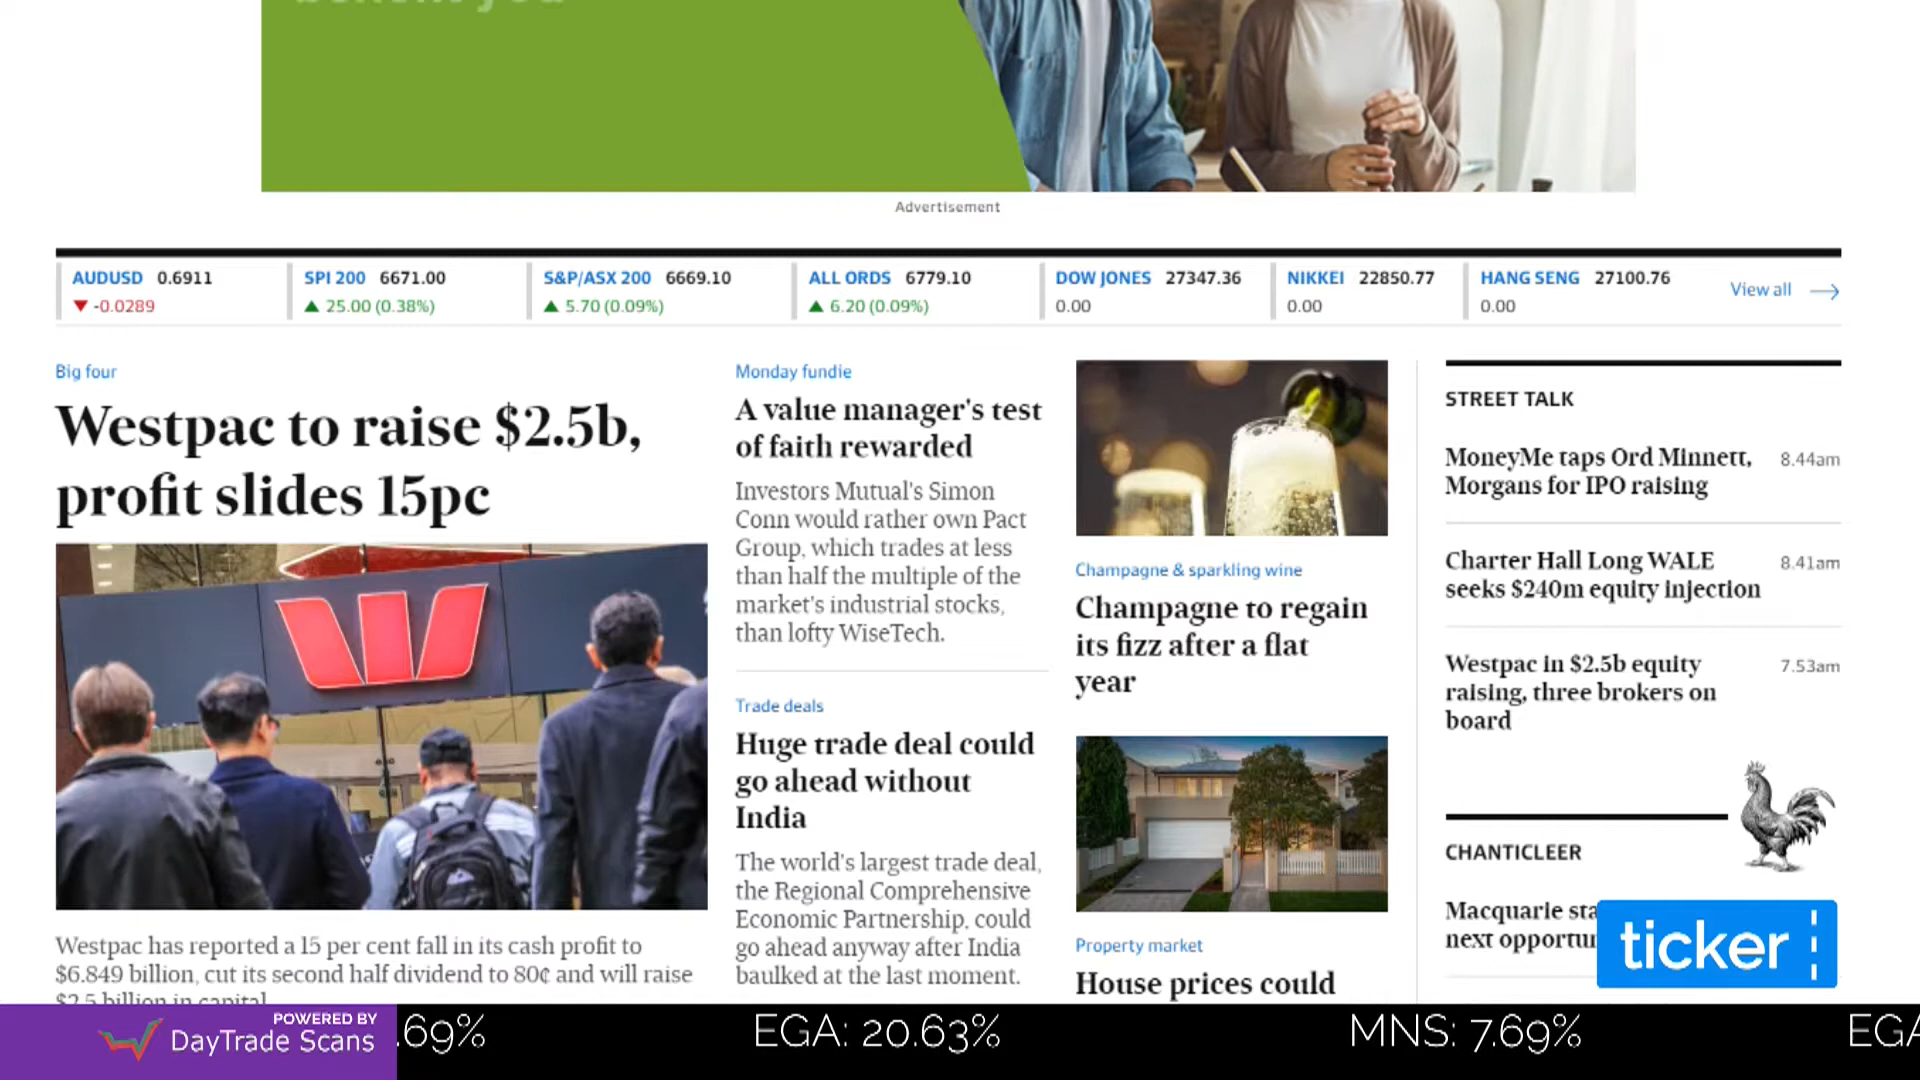 benefit you
Advertisement
AUDUSD 0.6911
-0.0289
SPI 200 6671.00
25.00 (0.38%)
S&P/ASX 200 6669.10
5.70 (0.09%)
ALL ORDS 6779.10
6.20 (0.09%)
DOW JONES 27347.36
0.00
NIKKEI 22850.77
0.00
HANG SENG 27100.76
0.00
View all
Big four
Westpac to raise $2.5b,
profit slides 15pc
Westpac has reported a 15 per cent fall in its cash profit to
$6.849 billion, cut its second half dividend to 80¢ and will raise
$2.5 billion in capital
Monday fundie
A value manager's test
of faith rewarded
Investors Mutual's Simon
Conn would rather own Pact
Group, which trades at less
than half the multiple of the
market's industrial stocks,
than lofty WiseTech.
Trade deals
Huge trade deal could
go ahead without
India
The world's largest trade deal,
the Regional Comprehensive
Economic Partnership, could
go ahead anyway after India
baulked at the last moment.
Champagne & sparkling wine
Champagne to regain
its fizz after a flat
year
Property market
House prices could
STREET TALK
MoneyMe taps Ord Minnett, 8.44am
Morgans for IPO raising
Charter Hall Long WALE 8.41am
seeks $240m equity injection
Westpac in $2.5b equity 7.53am
raising, three brokers on
board
CHANTICLEER
Macquarie sta
next opportu
ticker
POWERED BY
DayTrade Scans
.69% EGA: 20.63% MNS: 7.69% EGA